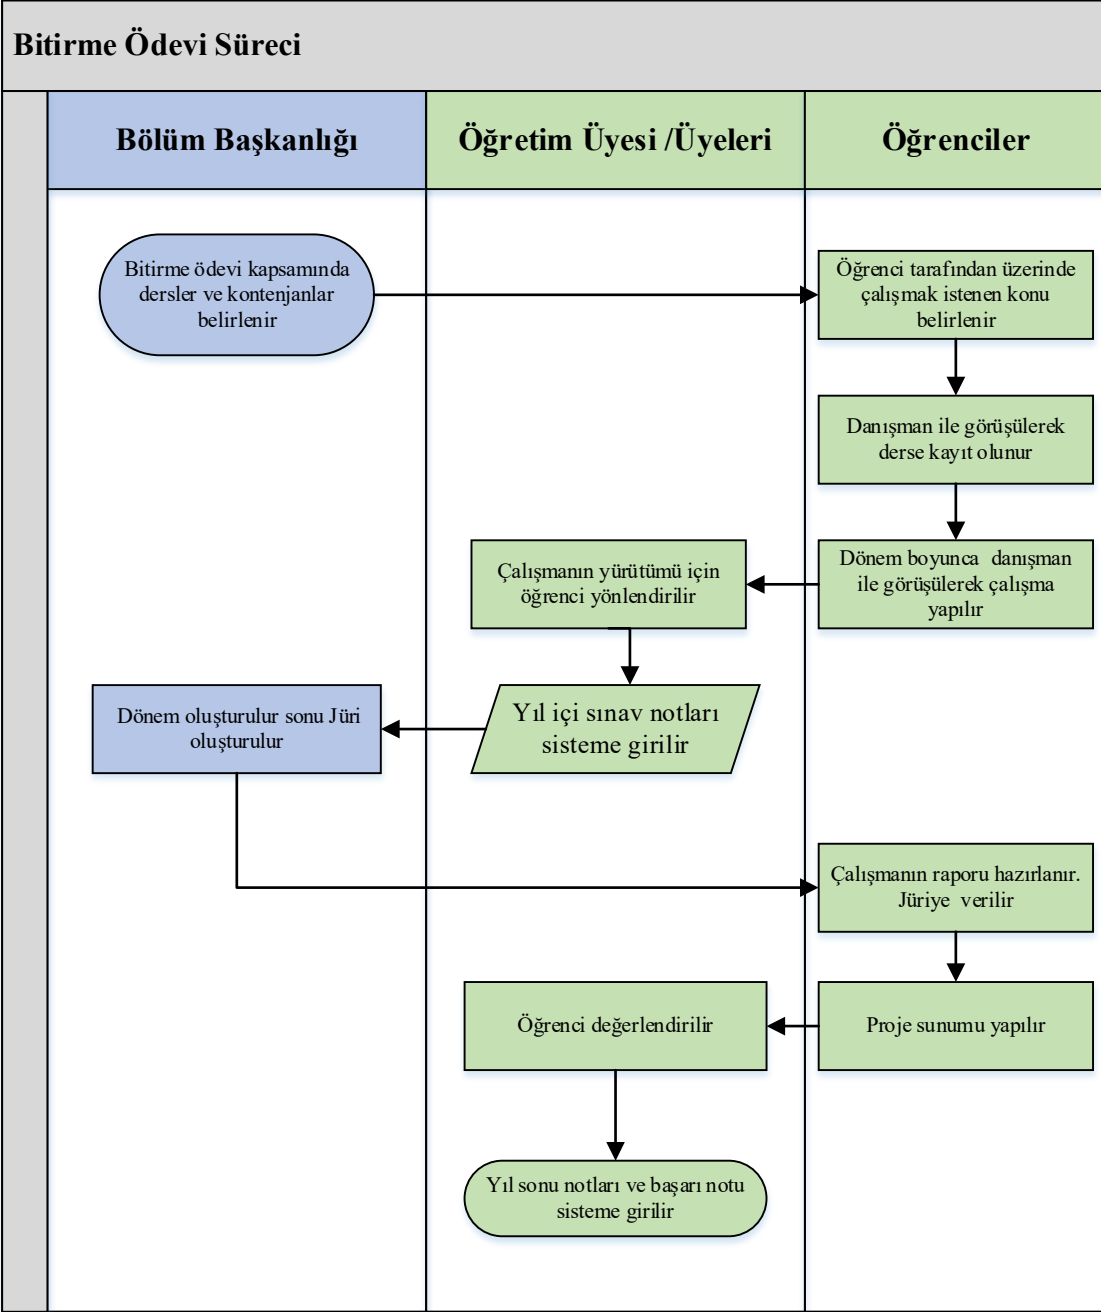 Bitirme Ödevi Süreci
Bölüm Başkanlığı
Öğretim Üyesi /Üyeleri
Öğrenciler
Bitirme ödevi kapsamında
dersler ve kontenjanlar
belirlenir
Öğrenci tarafından üzerinde
çalışmak istenen konu
belirlenir
Danışman ile görüşülerek
derse kayıt olunur
Dönem boyunca danışman
ile görüşülerek çalışma
yapılır
Çalışmanın yürütümü için
öğrenci yönlendirilir
Yıl içi sınav notları
sisteme girilir
Dönem oluşturulur sonu Jüri
oluşturulur
Çalışmanın raporu hazırlanır.
Jüriye verilir
Proje sunumu yapılır
Öğrenci değerlendirilir
Yıl sonu notları ve başarı notu
sisteme girilir